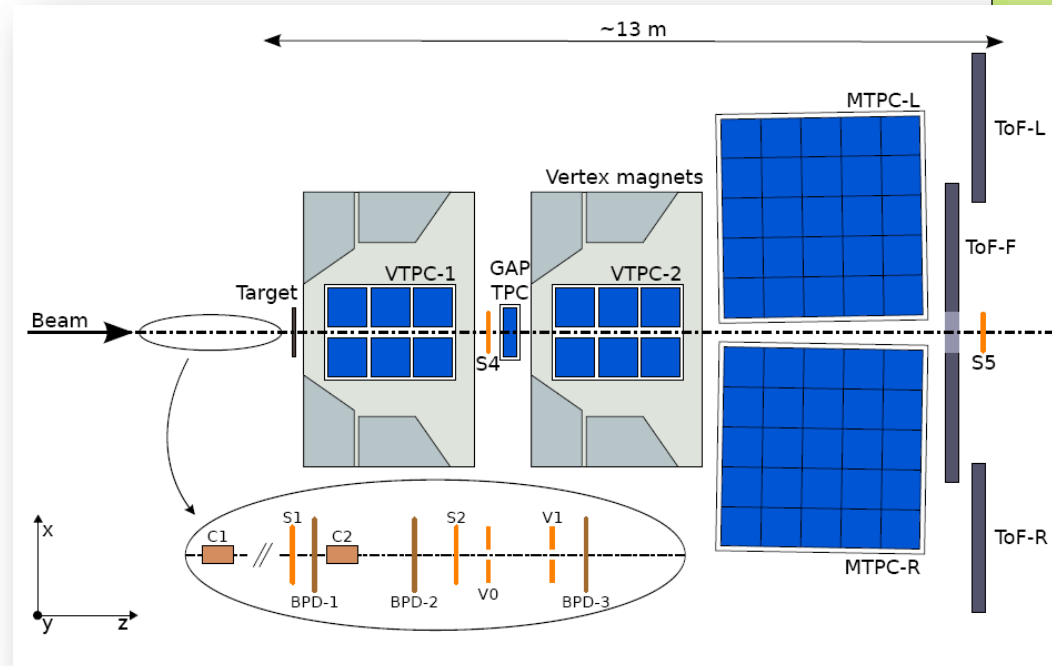 ~13 m
MTPC-L
ToF-L
Vertex magnets
ToF-F
GAP
TPC
VTPC-1
VTPC-2
Target
Beam
S4
S5
S1
C1
C2
S2
V1
BPD-1
BPD-2
V0
BPD-3
MTPC-R
ToF-R
x
y
z